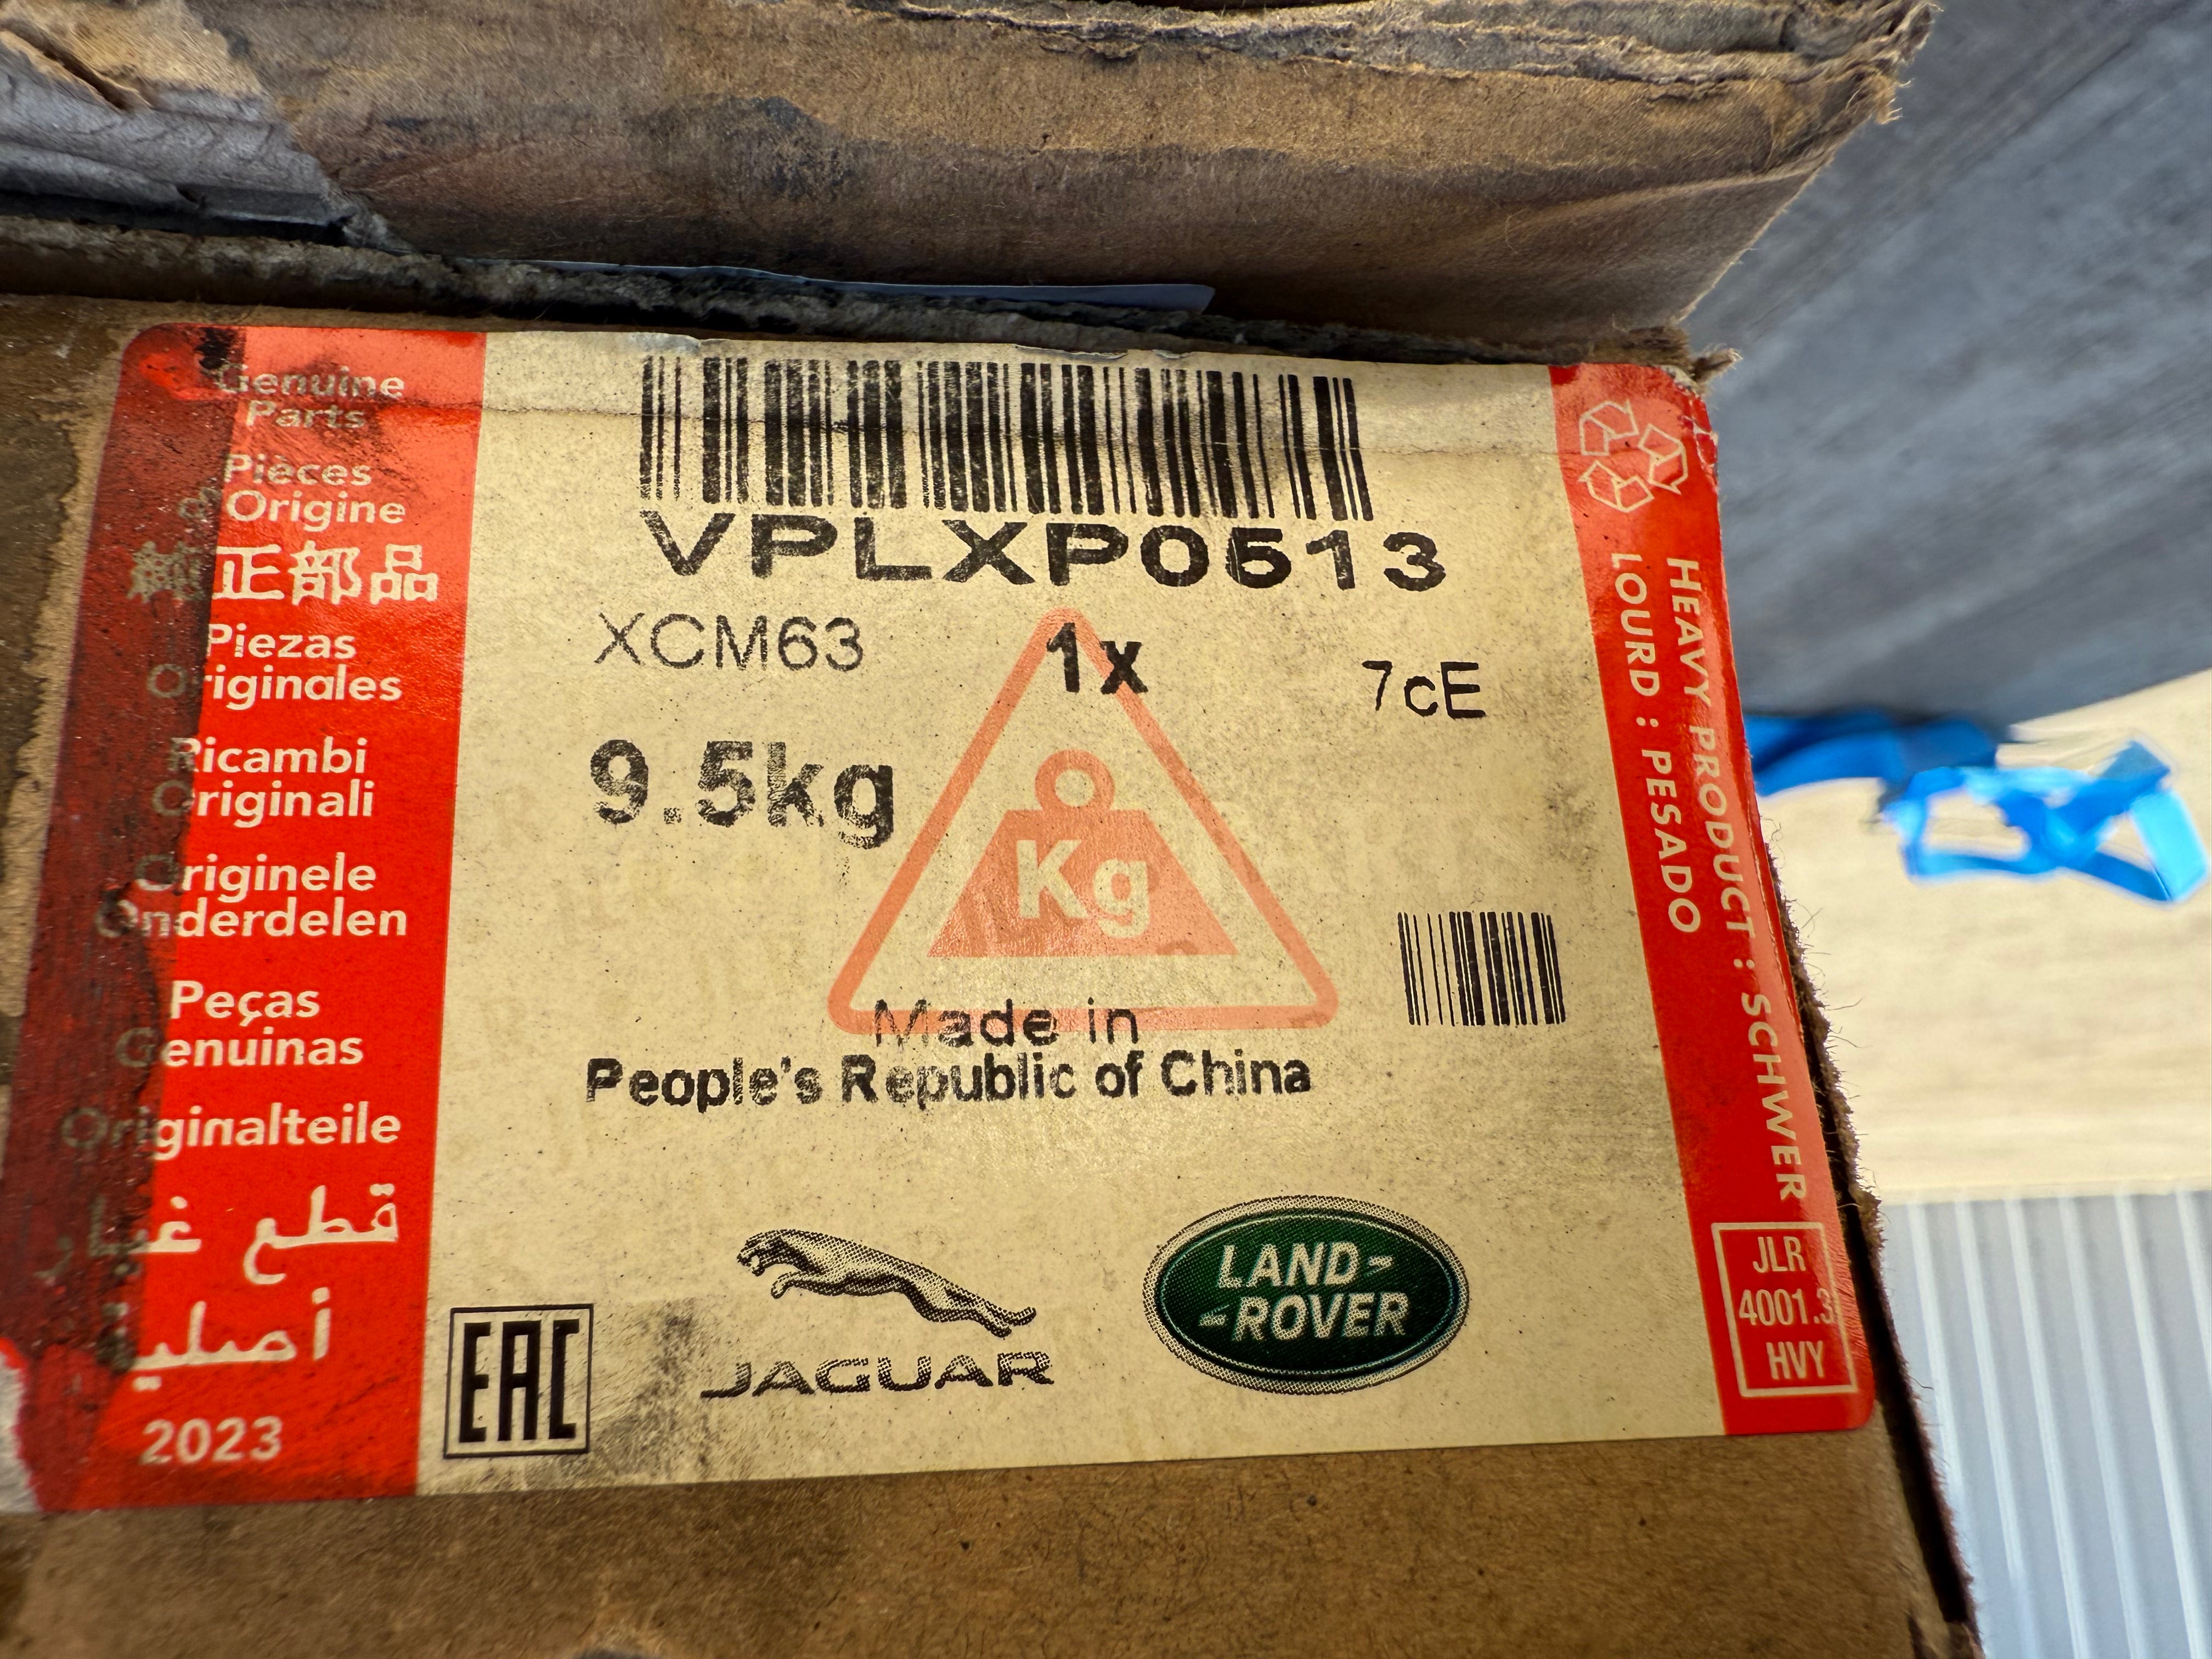 Genuine
Parts
Pièces
d'Origine
純正部品
Piezas
Originales
Ricambi
Originali
Originele
Onderdelen
Peças
Genuinas
Originalteile
قطع غيار
أصلية
2023
VPLXP0513
XCM63
1x
7cE
9.5kg
Kg
Made in
People's Republic of China
EAC
JAGUAR
LAND-
-ROVER
HEAVY PRODUCT : SCHWER
LOURD : PESADO
JLR
4001.3
HVY